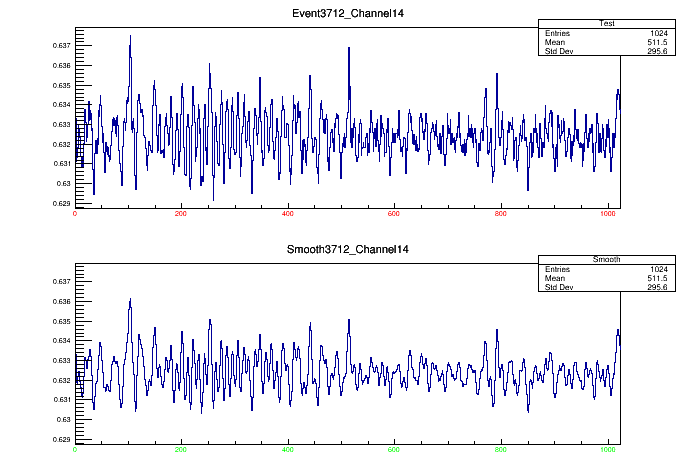 Event3712_Channel14
Test
Entries 1024
Mean 511.5
Std Dev 295.6
0.637
0.636
0.635
0.634
0.633
0.632
0.631
0.63
0.629
0 200 400 600 800 1000
Smooth3712_Channel14
Smooth
Entries 1024
Mean 511.5
Std Dev 295.6
0.637
0.636
0.635
0.634
0.633
0.632
0.631
0.63
0.629
0 200 400 600 800 1000